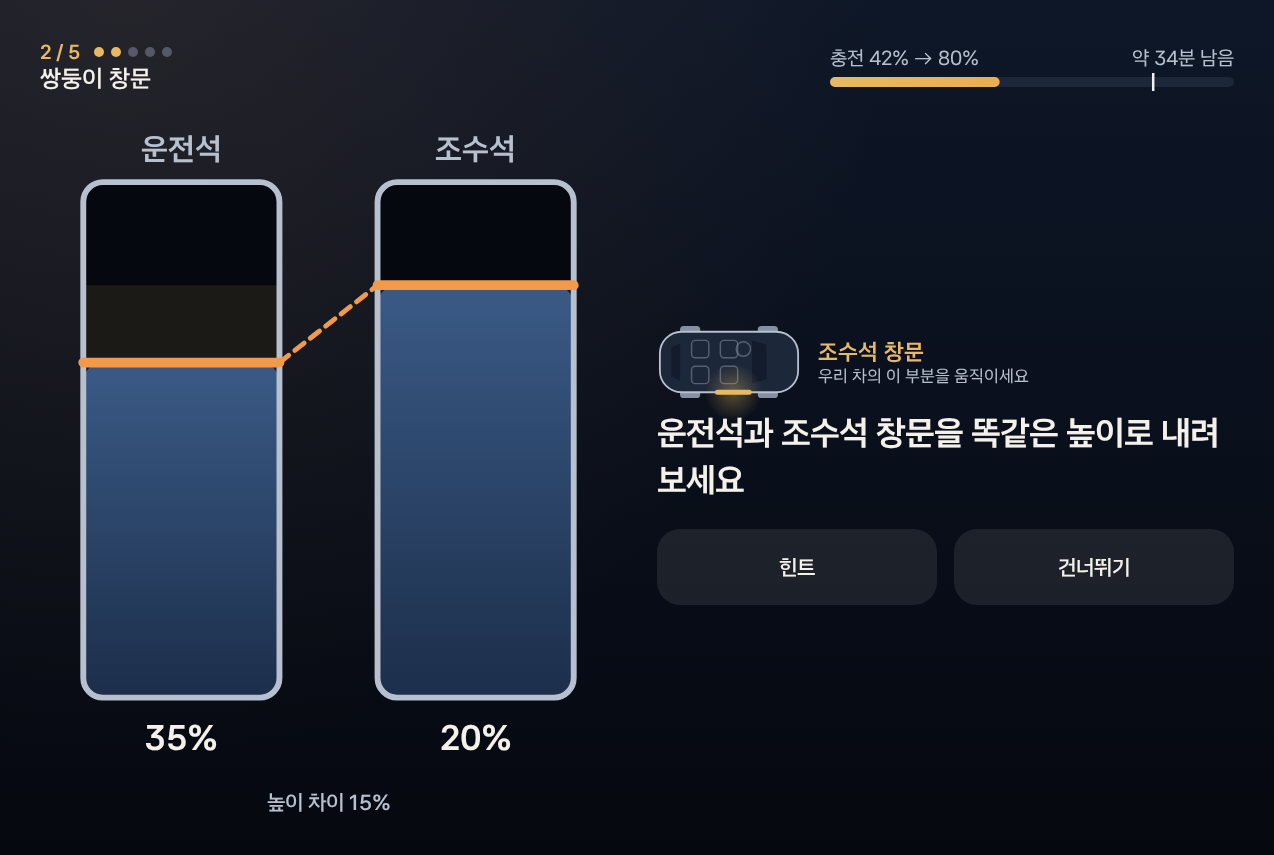 2 / 5
쌍둥이 창문
충전 42% → 80%
약 34분 남음
운전석
조수석
조수석 창문
우리 차의 이 부분을 움직이세요
운전석과 조수석 창문을 똑같은 높이로 내려
보세요
힌트
건너뛰기
35%
20%
높이 차이 15%